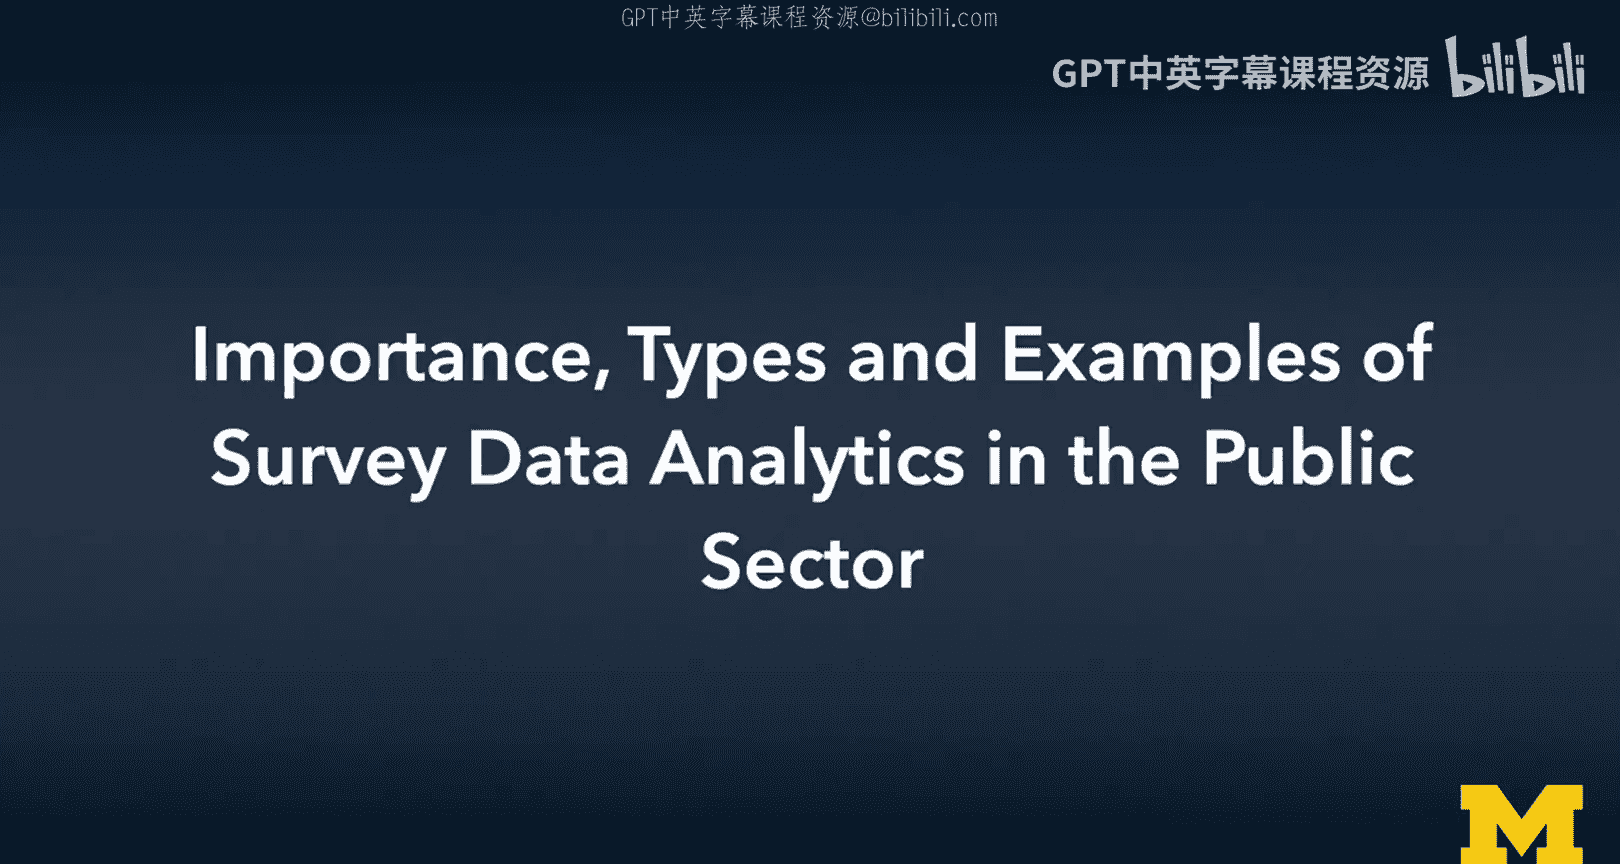 GPT中英字幕课程资源@bilibili.com
GPT中英字幕课程资源 bilibili
Importance, Types and Examples of
Survey Data Analytics in the Public
Sector
M